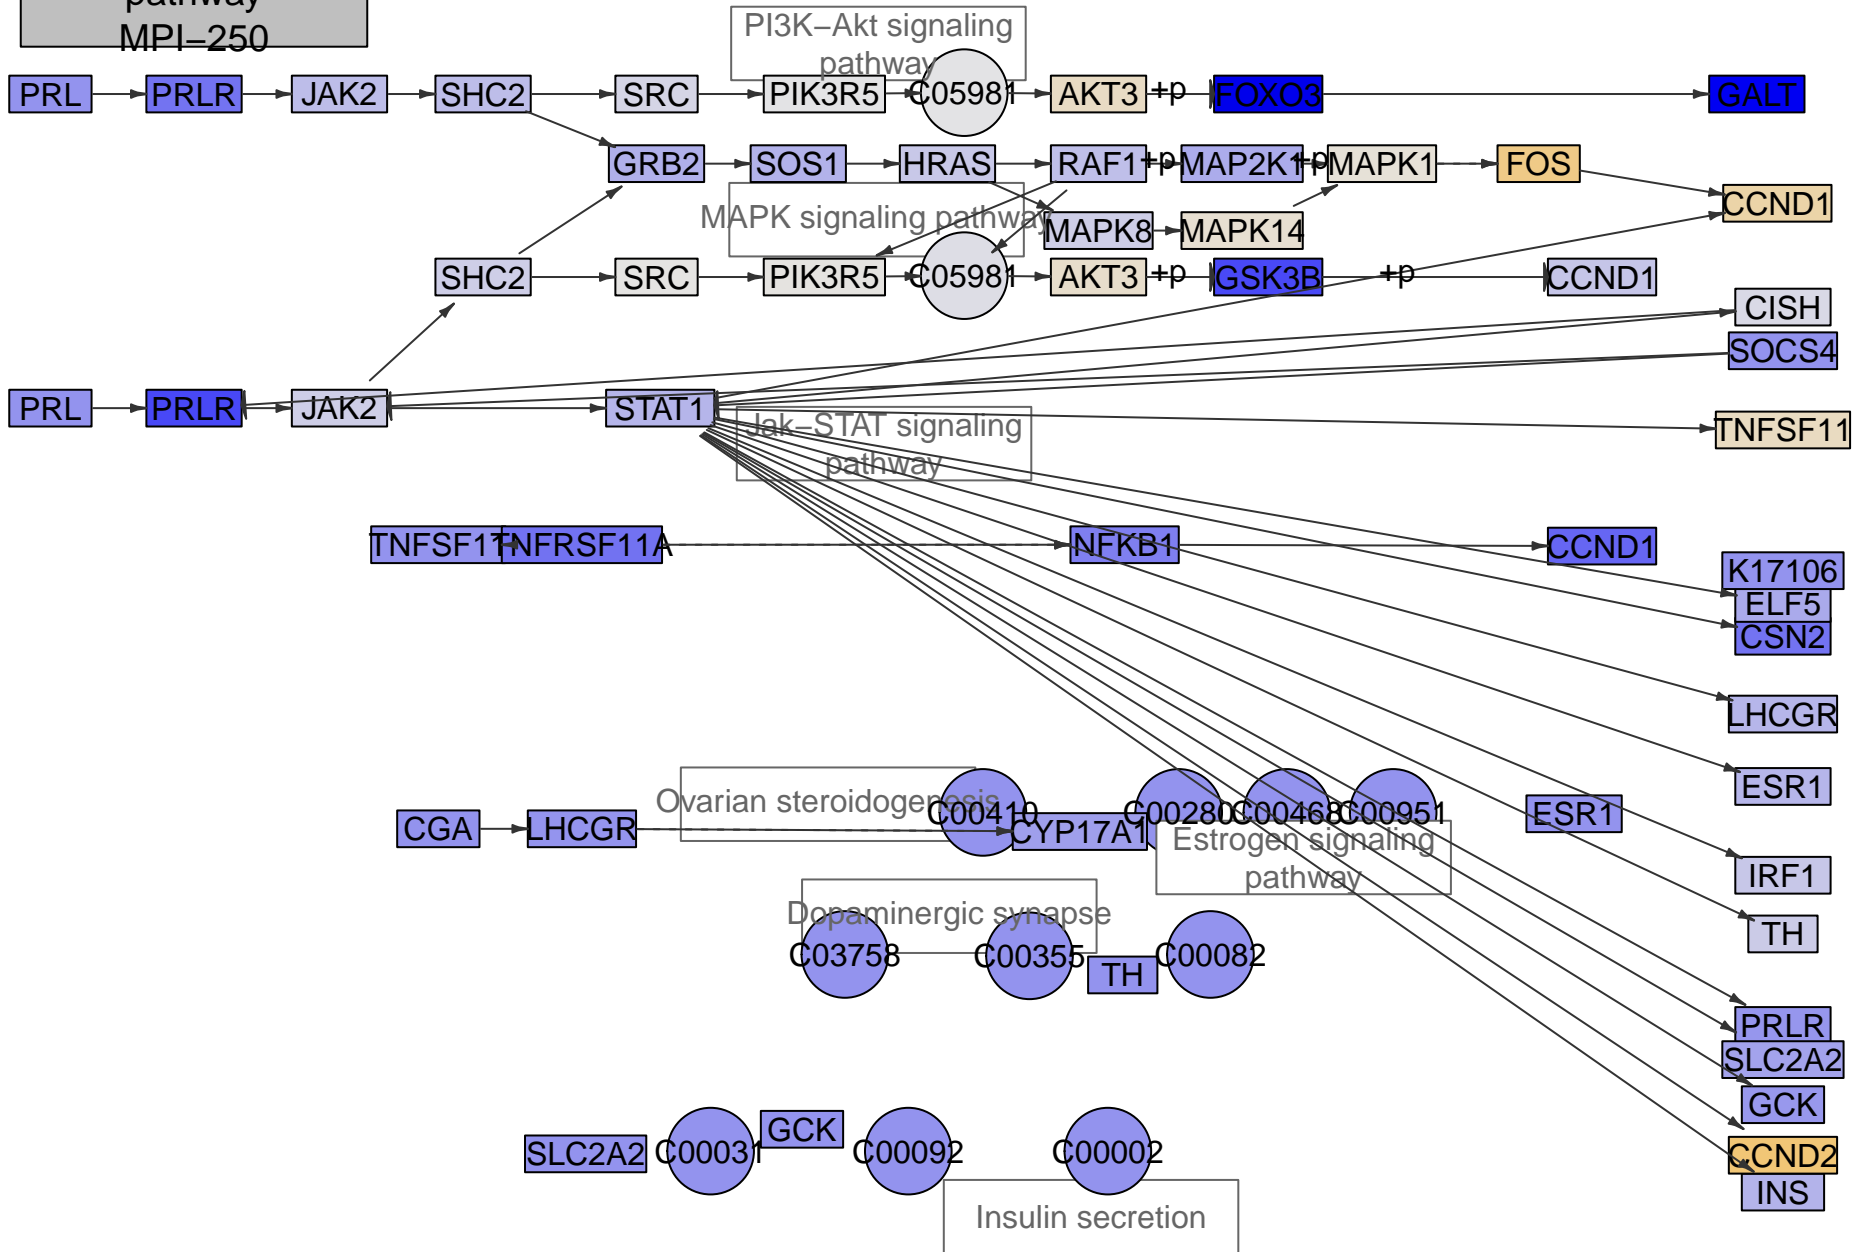 pathway
MPI−250
PI3K−Akt signaling
pathway
PRL
PRLR
JAK2
SHC2
SRC
PIK3R5
C05981
AKT3
+p
FOXO3
GALT
GRB2
SOS1
HRAS
RAF1
+p
MAP2K1
+p
MAPK1
FOS
CCND1
MAPK signaling pathway
MAPK8
MAPK14
SHC2
SRC
PIK3R5
C05981
AKT3
+p
GSK3B
+p
CCND1
CISH
SOCS4
PRL
PRLR
JAK2
STAT1
Jak−STAT signaling
pathway
TNFSF11
TNFSF11
TNFRSF11A
NFKB1
CCND1
K17106
ELF5
CSN2
LHCGR
ESR1
Ovarian steroidogenesis
C00410
C00280
C00468
C00951
ESR1
CGA
LHCGR
CYP17A1
Estrogen signaling
pathway
IRF1
Dopaminergic synapse
TH
C03758
C00355
TH
C00082
PRLR
SLC2A2
GCK
SLC2A2
C00031
GCK
C00092
C00002
CCND2
INS
Insulin secretion